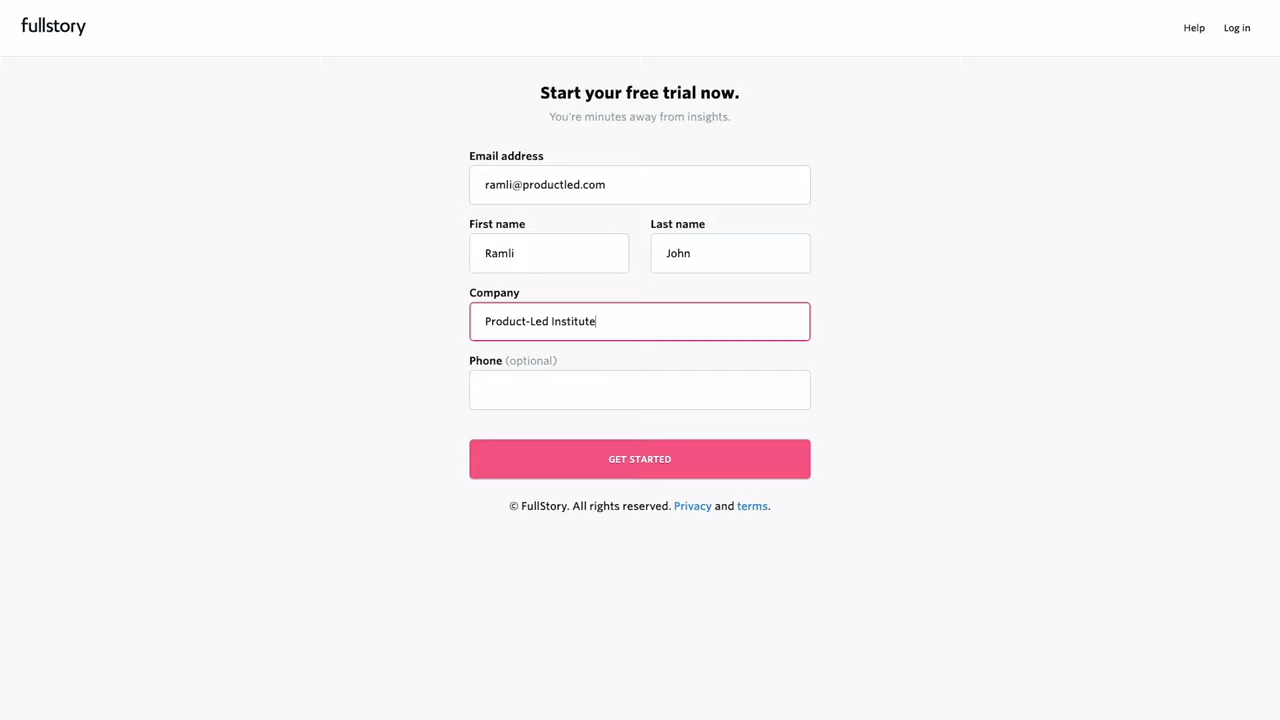 fullstory
Help Log in
Start your free trial now.
You're minutes away from insights.
Email address
ramli@productled.com
First name Last name
Ramli John
Company
Product-Led Institute
Phone (optional)
GET STARTED
© FullStory. All rights reserved. Privacy and terms.